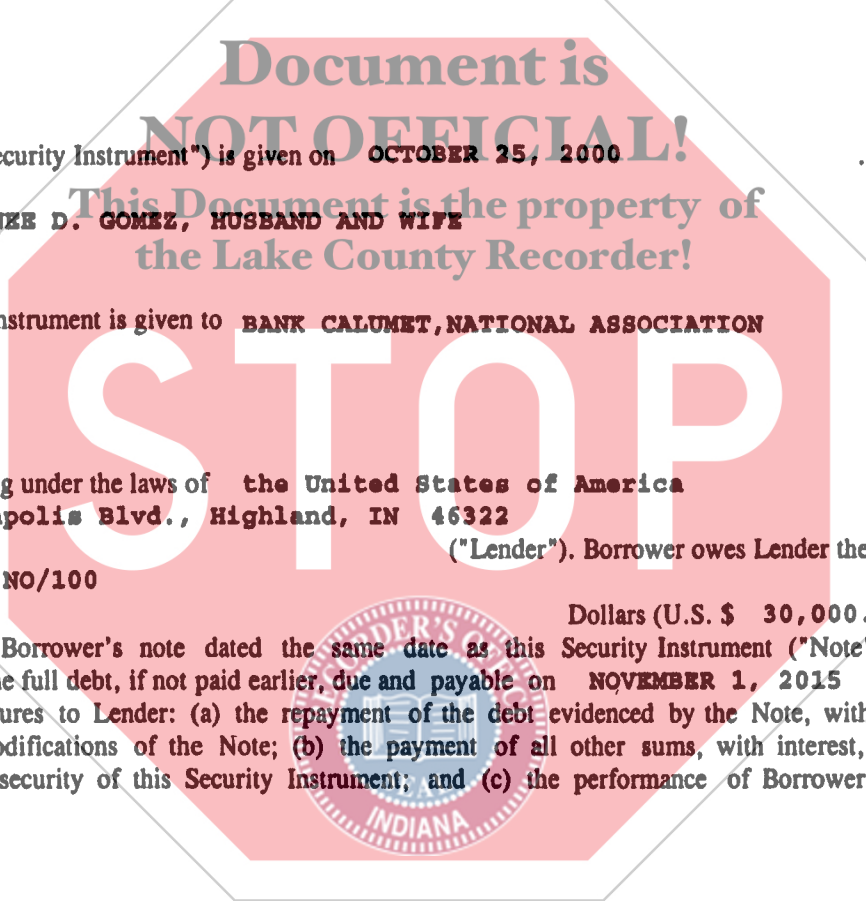 Document is
NOT OFFICIAL!
ecurity Instrument") is given on OCTOBER 25, 2000 .
This Document is the property of
D. GOMEZ, HUSBAND AND WIFE
the Lake County Recorder!
nstrument is given to BANK CALUMET,NATIONAL ASSOCIATION
STOP
g under the laws of the United States of America
apolis Blvd., Highland, IN 46322
("Lender"). Borrower owes Lender the
NO/100
Dollars (U.S. $ 30,000.
Borrower's note dated the same date as this Security Instrument ("Note"
e full debt, if not paid earlier, due and payable on NOVEMBER 1, 2015
ures to Lender: (a) the repayment of the debt evidenced by the Note, with
odifications of the Note; (b) the payment of all other sums, with interest,
security of this Security Instrument; and (c) the performance of Borrower
RECORDER'S OFFICE
SEAL
INDIANA